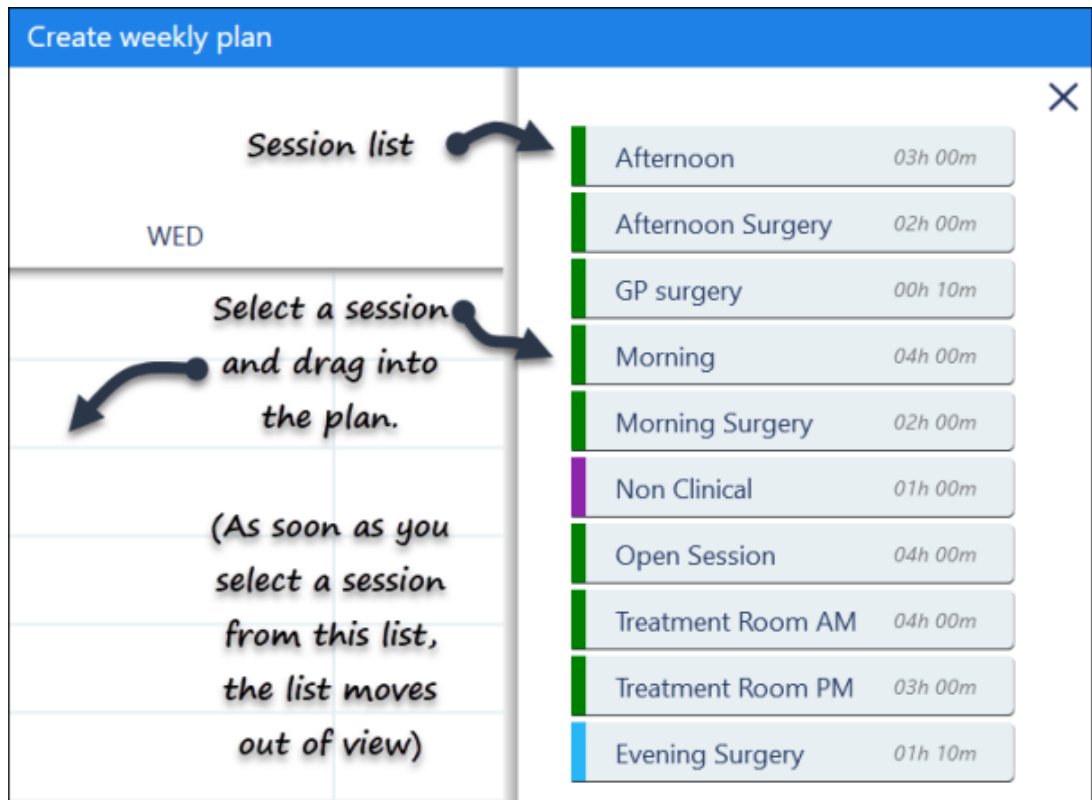 Create weekly plan
Session list
WED
Select a session
and drag into
the plan.
(As soon as you
select a session
from this list,
the list moves
out of view)
Afternoon 03h 00m
Afternoon Surgery 02h 00m
GP surgery 00h 10m
Morning 04h 00m
Morning Surgery 02h 00m
Non Clinical 01h 00m
Open Session 04h 00m
Treatment Room AM 04h 00m
Treatment Room PM 03h 00m
Evening Surgery 01h 10m